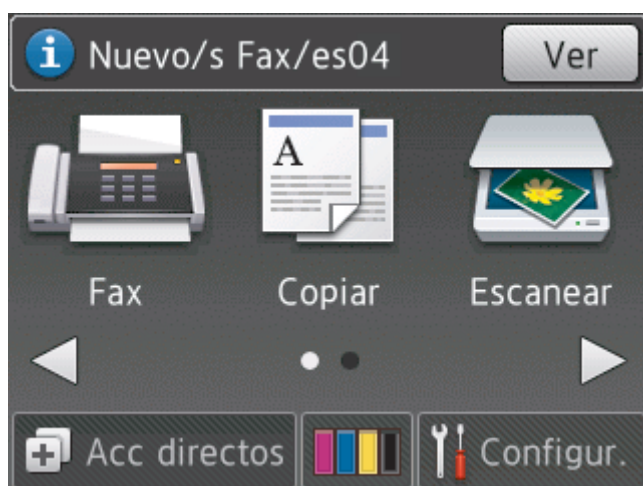 Nuevo/s Fax/es04 Ver
A
Fax Copiar Escanear
Acc directos Configur.